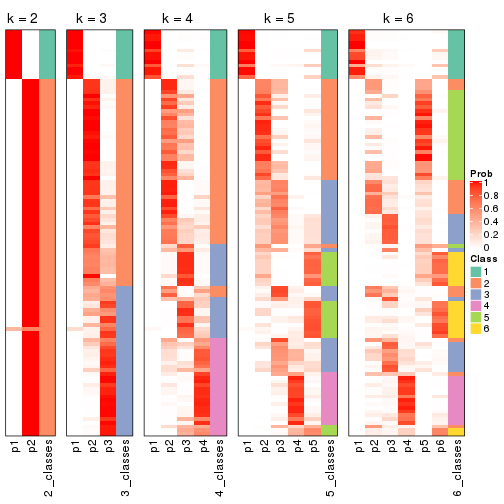 k = 2
k = 3
k = 4
k = 5
k = 6
Prob
1
0.8
0.6
0.4
0.2
0
Class
1
2
3
4
5
6
p1
p2
2_classes
p1
p2
p3
3_classes
p1
p2
p3
p4
4_classes
p1
p2
p3
p4
p5
5_classes
p1
p2
p3
p4
p5
p6
6_classes